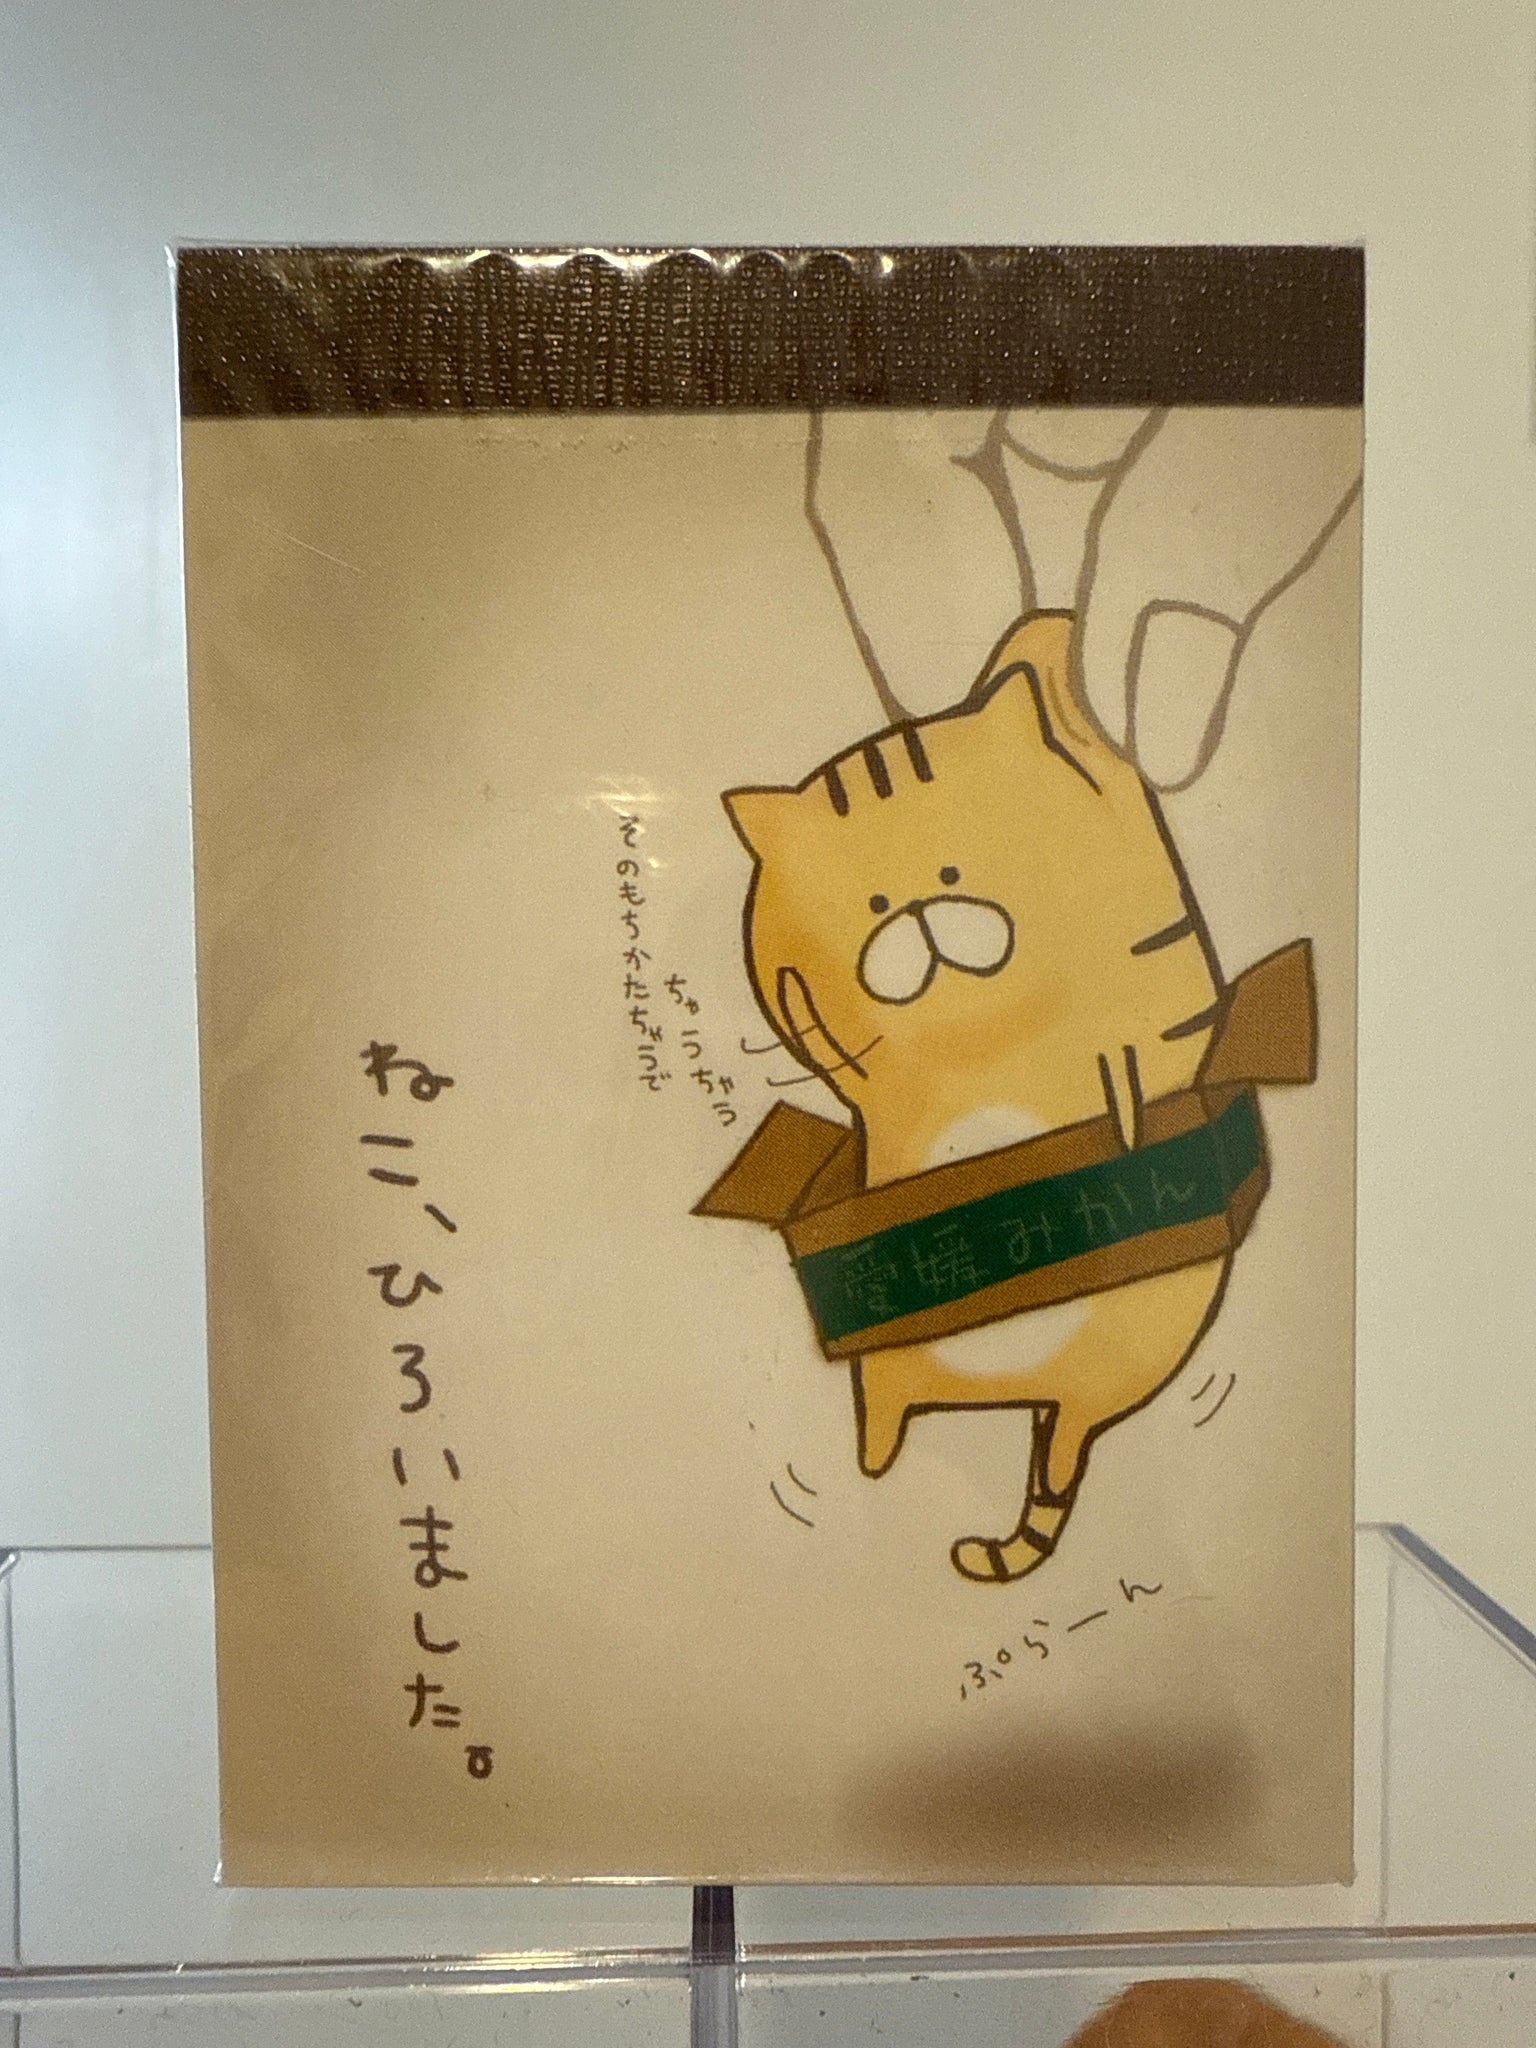 ちゃうちゃう
そのもちかたちゃうで
ねこ、ひろいました。
愛媛みかん
ぷらーん